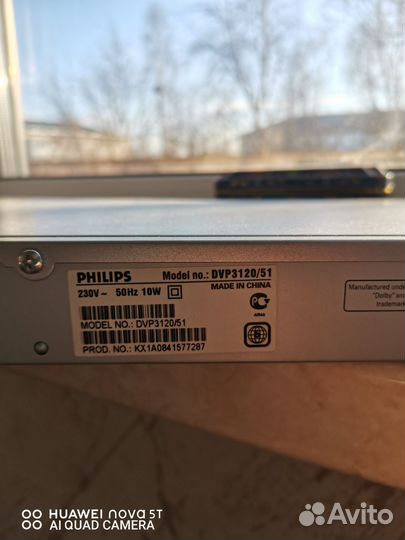 PHILIPS Model no.: DVP3120/51
230V ~ 50Hz 10W MADE IN CHINA
MODEL NO.: DVP3120/51
PROD. NO.: KX1A0841577287
Manufactured unde
"Dolby" and
trademark
HUAWEI nova 5T
AI QUAD CAMERA
Avito